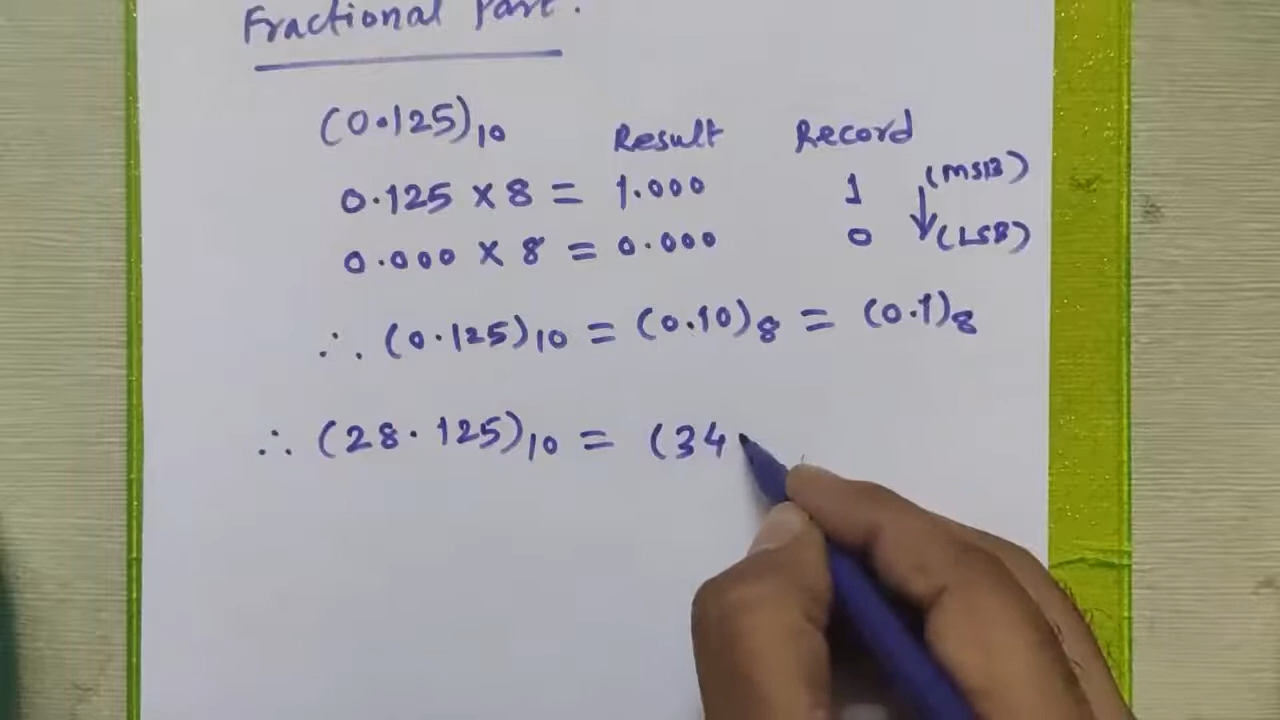 Fractional Part.
(0.125)10 Result Record
0.125 × 8 = 1.000 1 (MSB)
0.000 × 8 = 0.000 0 ↓(LSB)
∴ (0.125)10 = (0.10)8 = (0.1)8
∴ (28.125)10 = (34